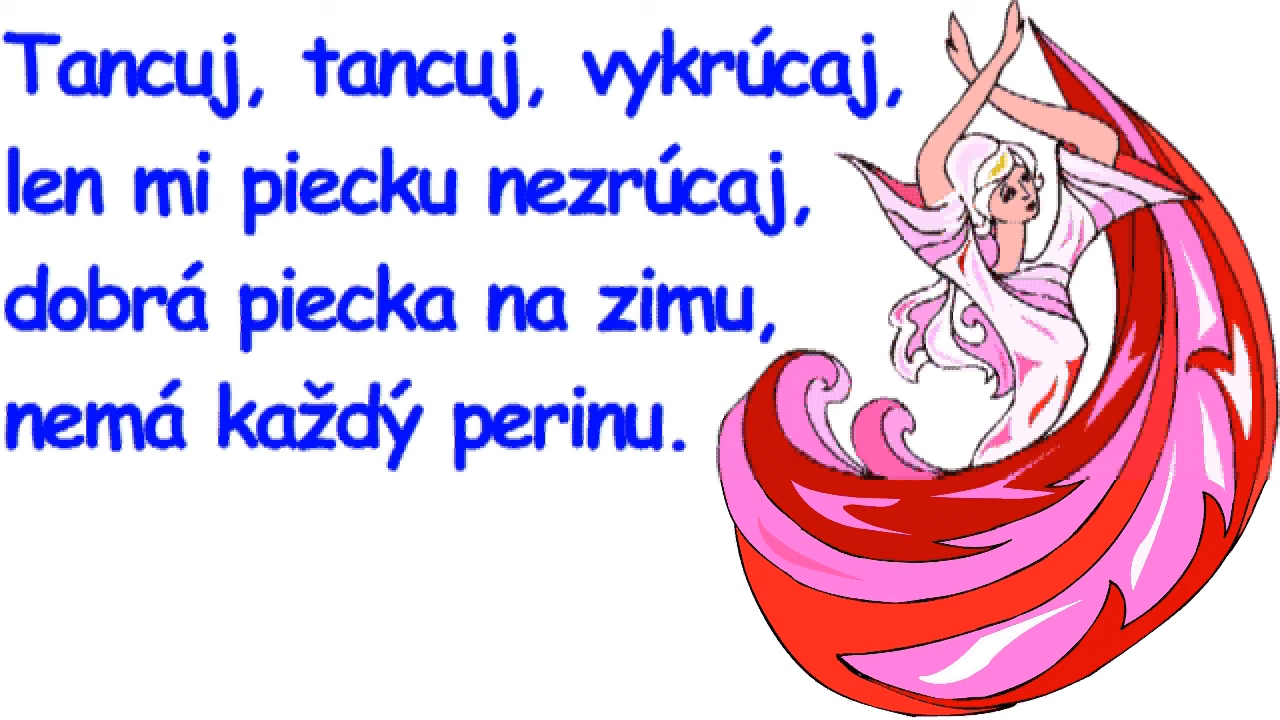 Tancuj, tancuj, vykrúcaj,
len mi piecku nezrúcaj,
dobrá piecka na zimu,
nemá každý perinu.